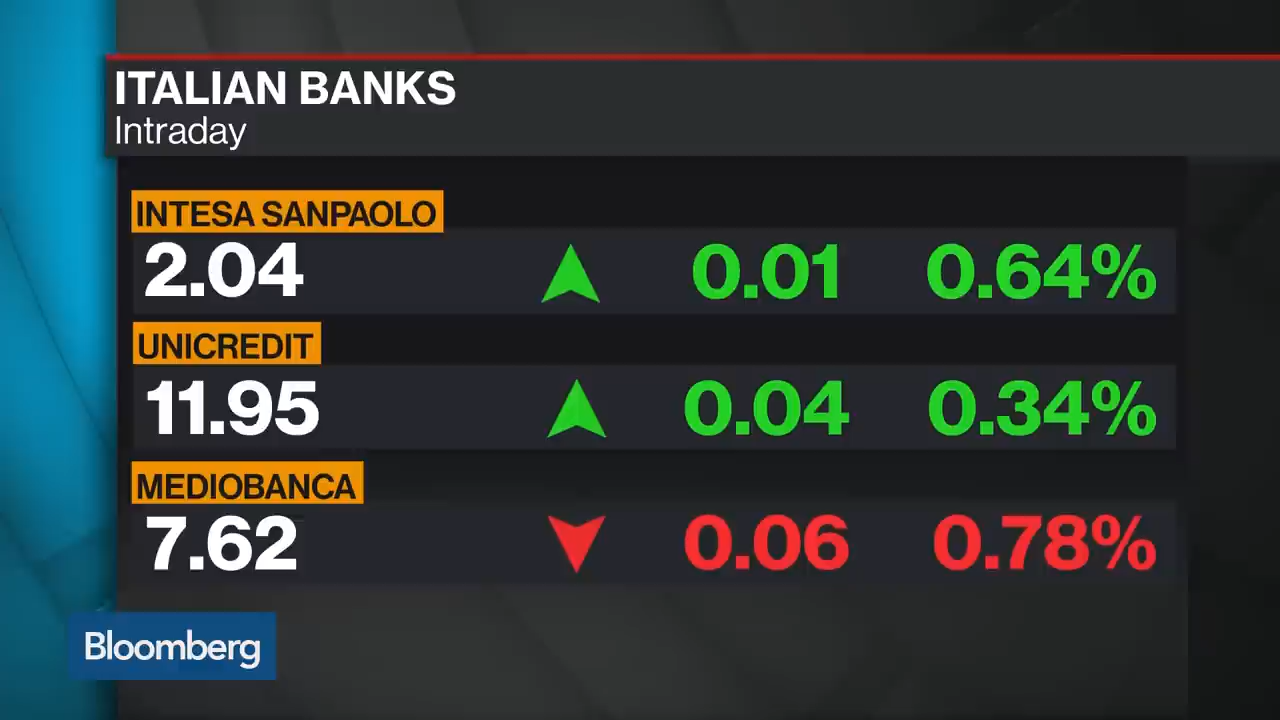 ITALIAN BANKS
Intraday
INTESA SANPAOLO
2.04 0.01 0.64%
UNICREDIT
11.95 0.04 0.34%
MEDIOBANCA
7.62 0.06 0.78%
Bloomberg